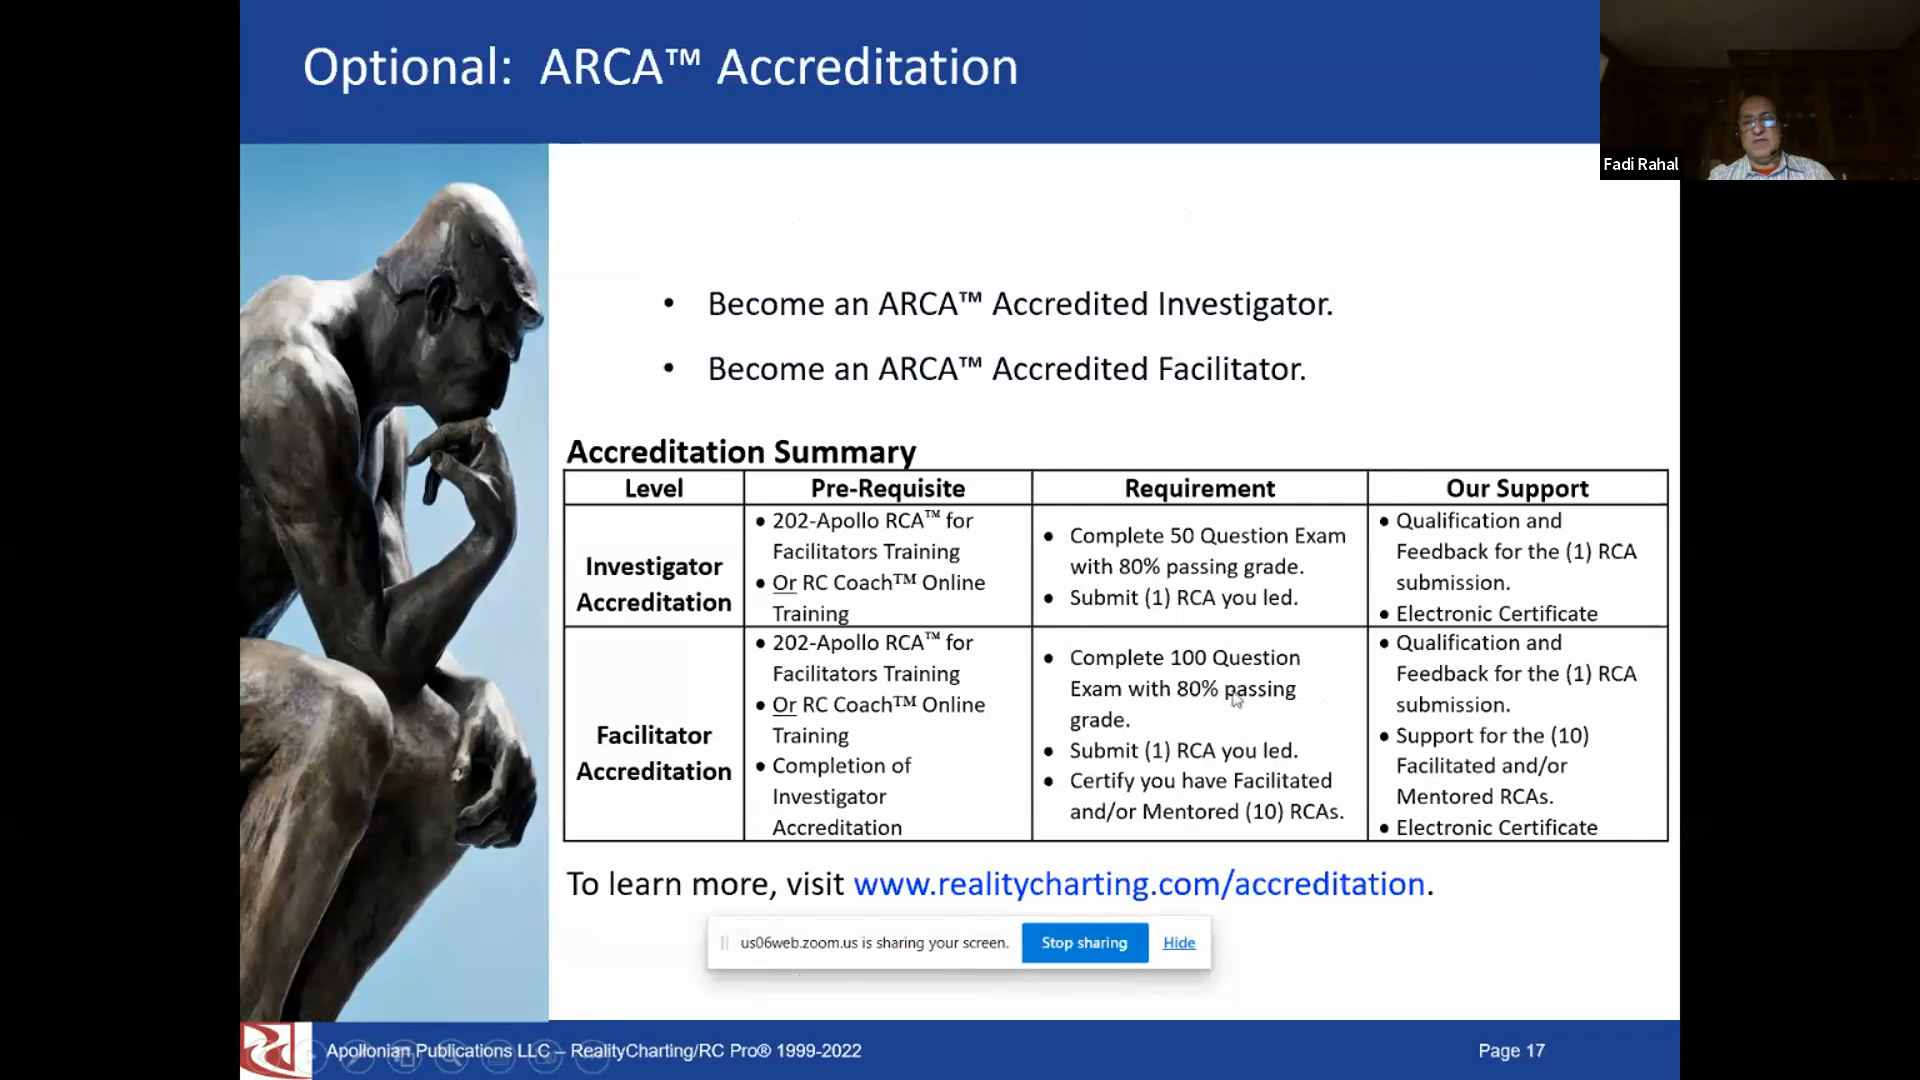 Optional: ARCA™ Accreditation
Fadi Rahal
• Become an ARCA™ Accredited Investigator.
• Become an ARCA™ Accredited Facilitator.
Accreditation Summary
Level
Pre-Requisite
Requirement
Our Support
Investigator
Accreditation
• 202-Apollo RCA™ for
Facilitators Training
• Or RC Coach™ Online
Training
• Complete 50 Question Exam
with 80% passing grade.
• Submit (1) RCA you led.
• Qualification and
Feedback for the (1) RCA
submission.
• Electronic Certificate
Facilitator
Accreditation
• 202-Apollo RCA™ for
Facilitators Training
• Or RC Coach™ Online
Training
• Completion of
Investigator
Accreditation
• Complete 100 Question
Exam with 80% passing
grade.
• Submit (1) RCA you led.
• Certify you have Facilitated
and/or Mentored (10) RCAs.
• Qualification and
Feedback for the (1) RCA
submission.
• Support for the (10)
Facilitated and/or
Mentored RCAs.
• Electronic Certificate
To learn more, visit www.realitycharting.com/accreditation.
us06web.zoom.us is sharing your screen.
Stop sharing
Hide
Apollonian Publications LLC – RealityCharting/RC Pro® 1999-2022
Page 17